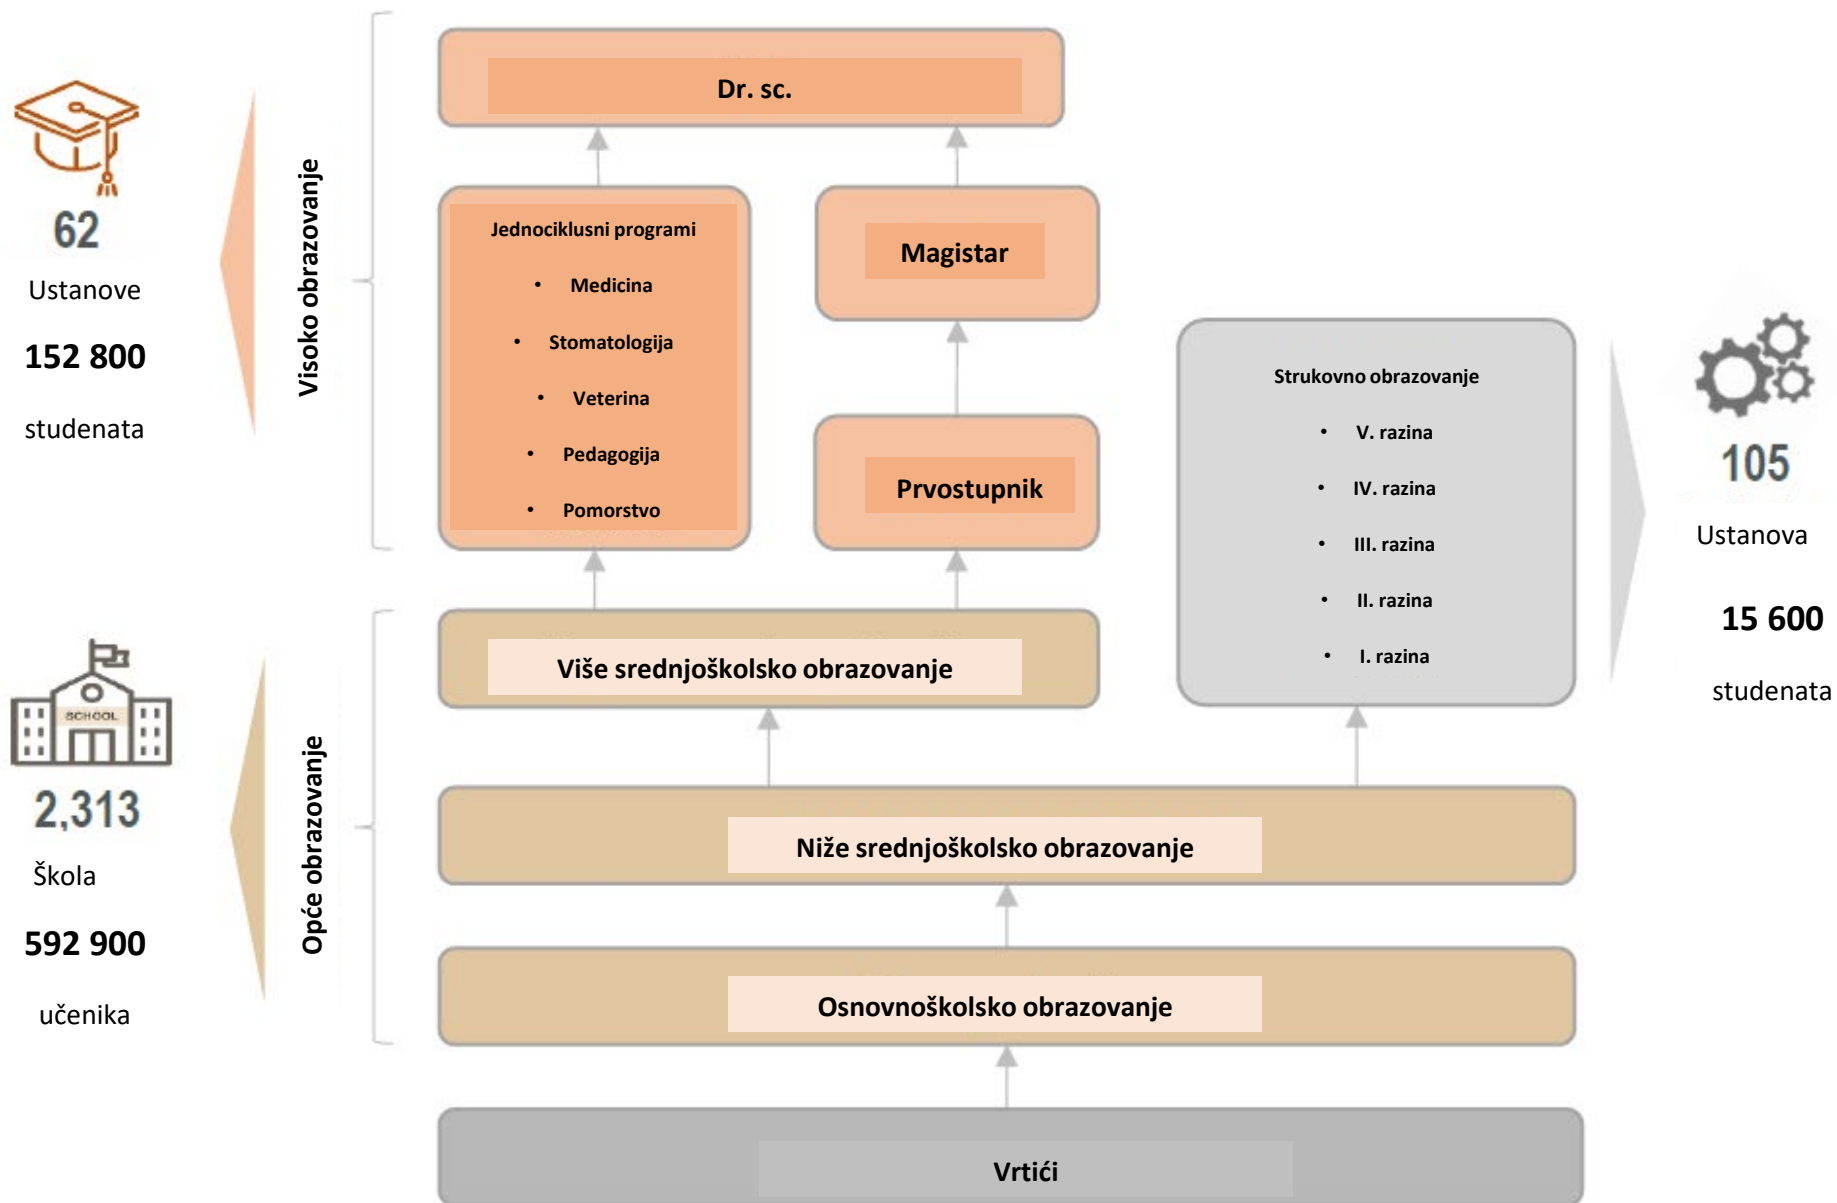 Dr. sc.
Visoko obrazovanje
62
Ustanove
152 800
studenata
Jednociklusni programi
• Medicina
• Stomatologija
• Veterina
• Pedagogija
• Pomorstvo
Magistar
Prvostupnik
Strukovno obrazovanje
• V. razina
• IV. razina
• III. razina
• II. razina
• I. razina
105
Ustanova
15 600
studenata
Više srednjoškolsko obrazovanje
SCHOOL
2,313
Škola
592 900
učenika
Opće obrazovanje
Niže srednjoškolsko obrazovanje
Osnovnoškolsko obrazovanje
Vrtići